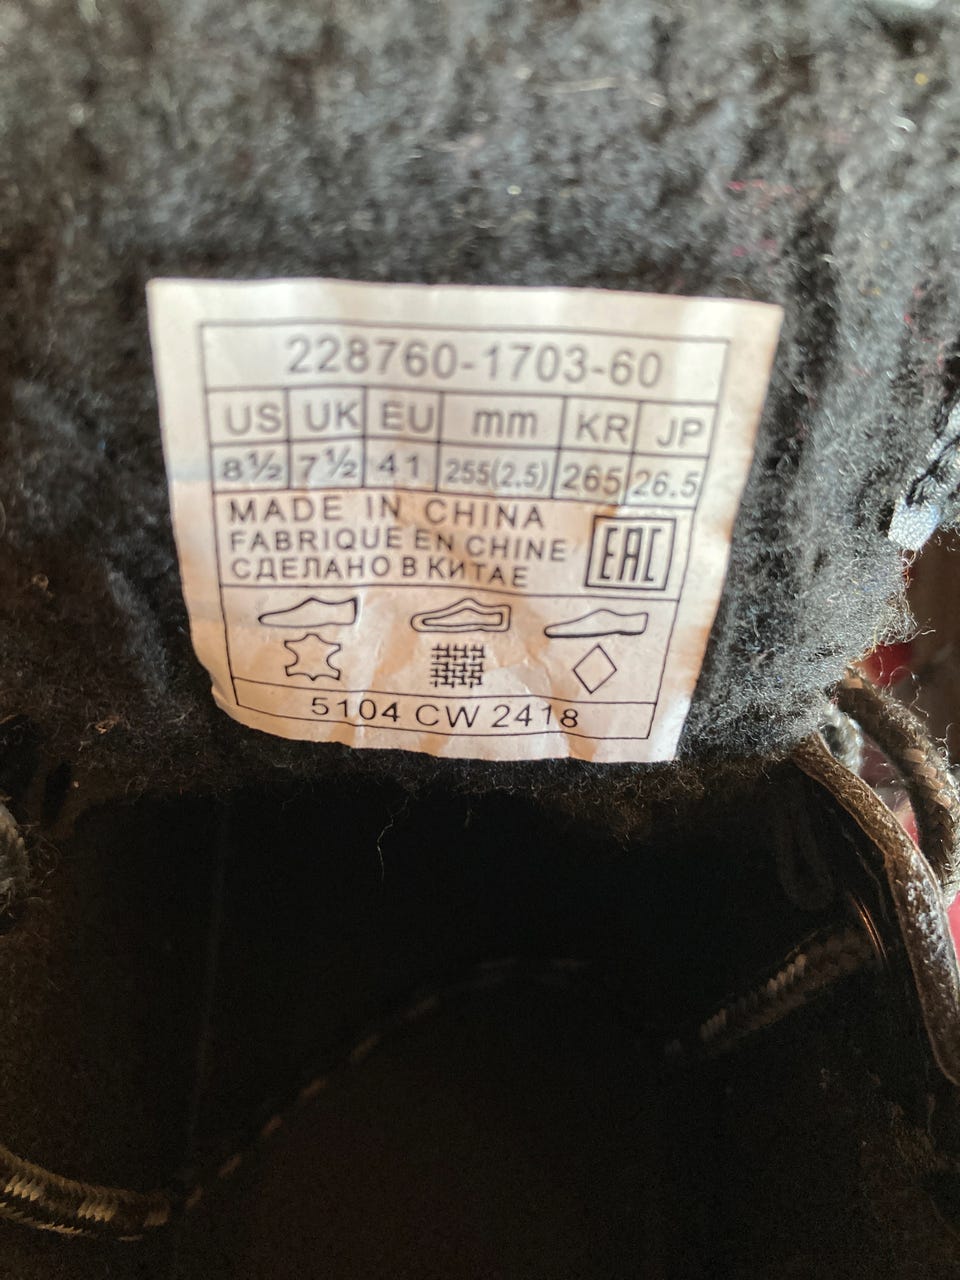 228760-1703-60
US UK EU mm KR JP
8½ 7½ 41 255(2.5) 265 26.5
MADE IN CHINA
FABRIQUE EN CHINE
СДЕЛАНО В КИТАЕ
EAC
5104 CW 2418